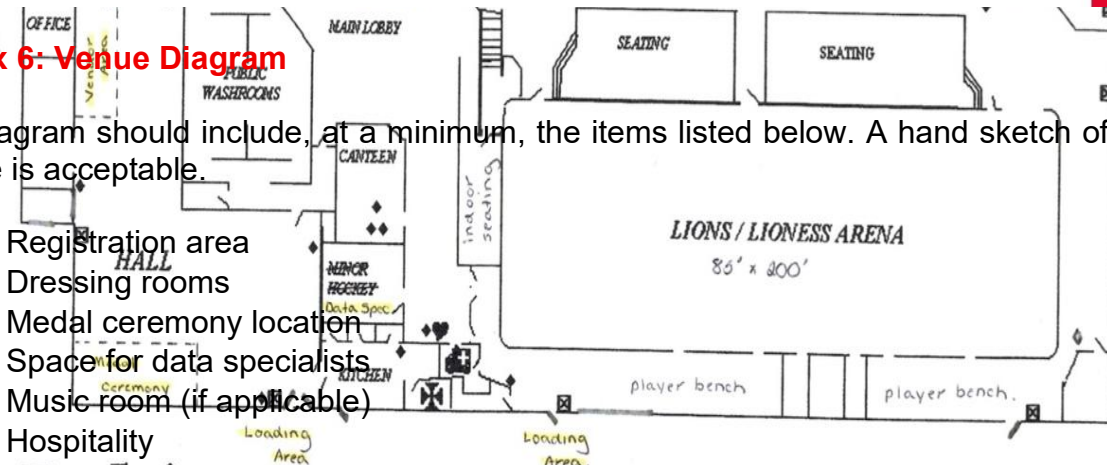 OFFICE
MAIN LOBBY
SEATING
SEATING
x 6: Venue Diagram
Vendor
Area
PUBLIC
WASHROOMS
agram should include, at a minimum, the items listed below. A hand sketch of
e is acceptable.
CANTEEN
indoor
seating
LIONS / LIONESS ARENA
85' x 200'
Registration area
HALL
Dressing rooms
MINOR
HOCKEY
Data Spec.
Medal ceremony location
Space for data specialists
Medal
Ceremony
KITCHEN
player bench
player bench.
Music room (if applicable)
Hospitality
Loading
Area
Loading
Area